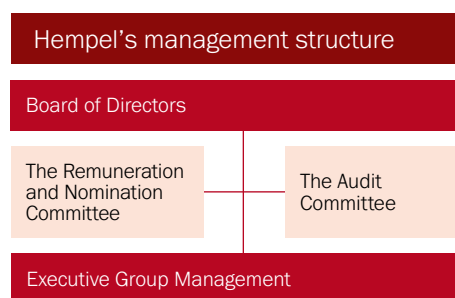 Hempel's management structure
Board of Directors
The Remuneration
and Nomination
Committee
The Audit
Committee
Executive Group Management